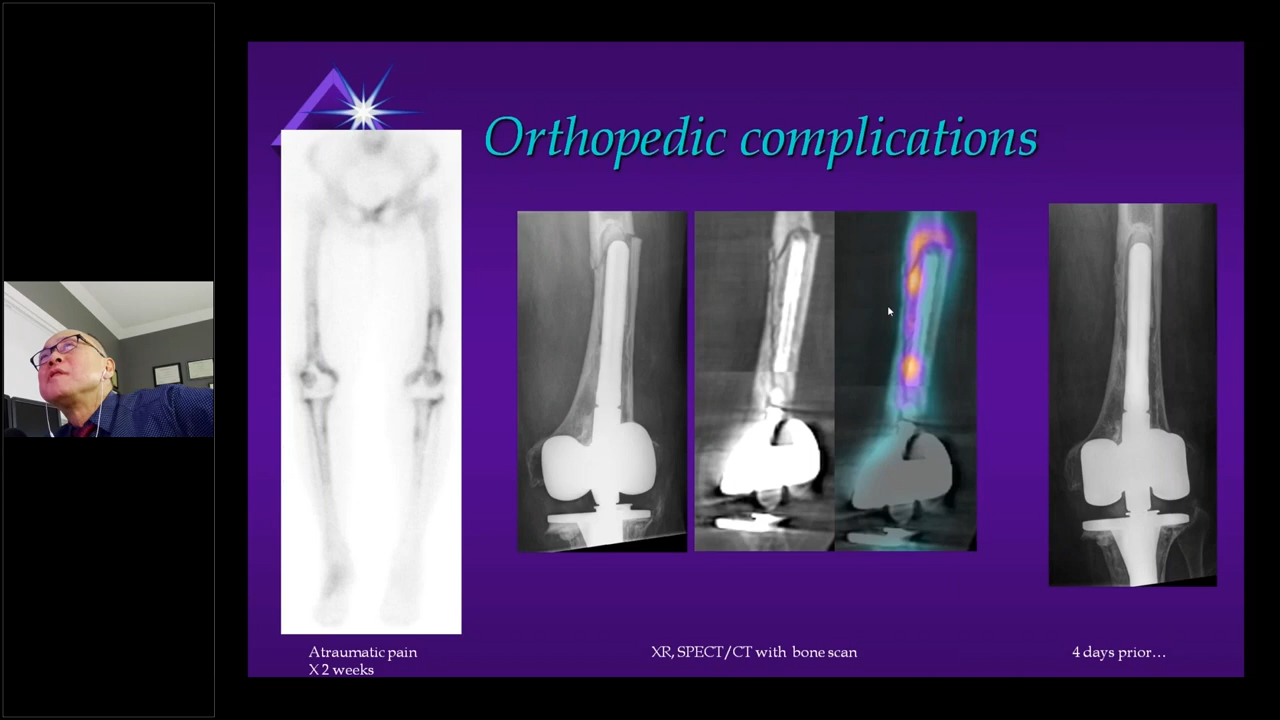 Orthopedic complications
Atraumatic pain
X 2 weeks
XR, SPECT/CT with bone scan
4 days prior…